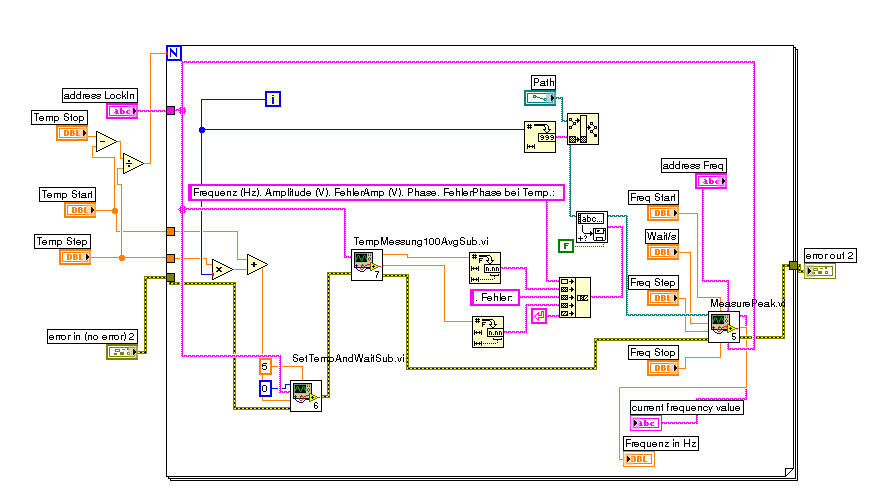 N
address LockIn
abc
Temp Stop
DBL
i
Path
# 999
address Freq
abc
Temp Start
DBL
Frequenz (Hz). Amplitude (V). FehlerAmp (V). Phase. FehlerPhase bei Temp.:
Freq Start
DBL
abc...
+?
F
Temp Step
DBL
Wait/s
DBL
TempMessung100AvgSub.vi
7
# F n.nn
error out 2
Freq Step
DBL
. Fehler:
MeasurePeak.vi
5
# F n.nn
error in (no error) 2
Freq Stop
DBL
SetTempAndWaitSub.vi
5
0
6
current frequency value
abc
Frequenz in Hz
DBL